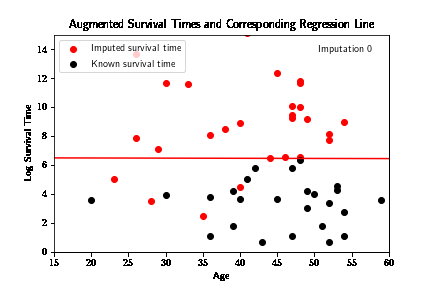 Augmented Survival Times and Corresponding Regression Line
Imputed survival time
Known survival time
Imputation 0
Log Survival Time
14
12
10
8
6
4
2
0
15 20 25 30 35 40 45 50 55 60
Age